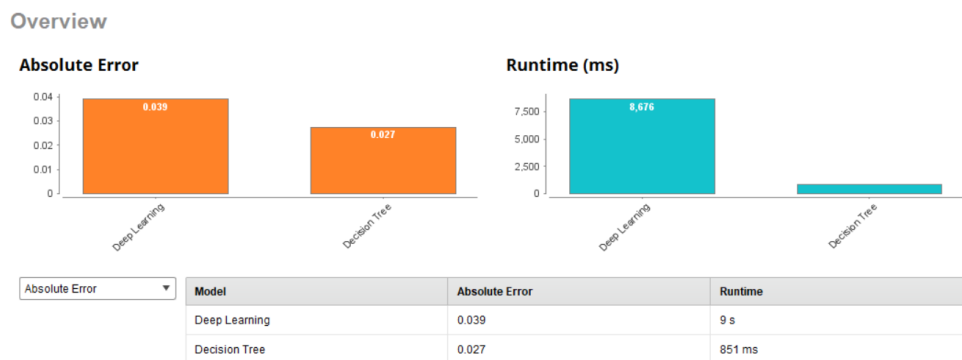 Overview
Absolute Error
0.04
0.03
0.02
0.01
0
0.039
0.027
Deep Learning
Decision Tree
Runtime (ms)
7,500
5,000
2,500
0
8,676
Deep Learning
Decision Tree
Absolute Error
Model Absolute Error Runtime
Deep Learning 0.039 9 s
Decision Tree 0.027 851 ms